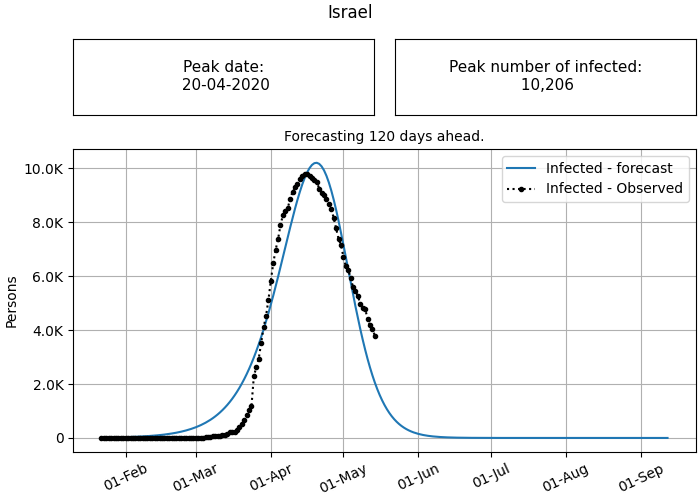 Israel
Peak date:
20-04-2020
Peak number of infected:
10,206
Forecasting 120 days ahead.
Infected - forecast
Infected - Observed
Persons
10.0K
8.0K
6.0K
4.0K
2.0K
0
01-Feb
01-Mar
01-Apr
01-May
01-Jun
01-Jul
01-Aug
01-Sep